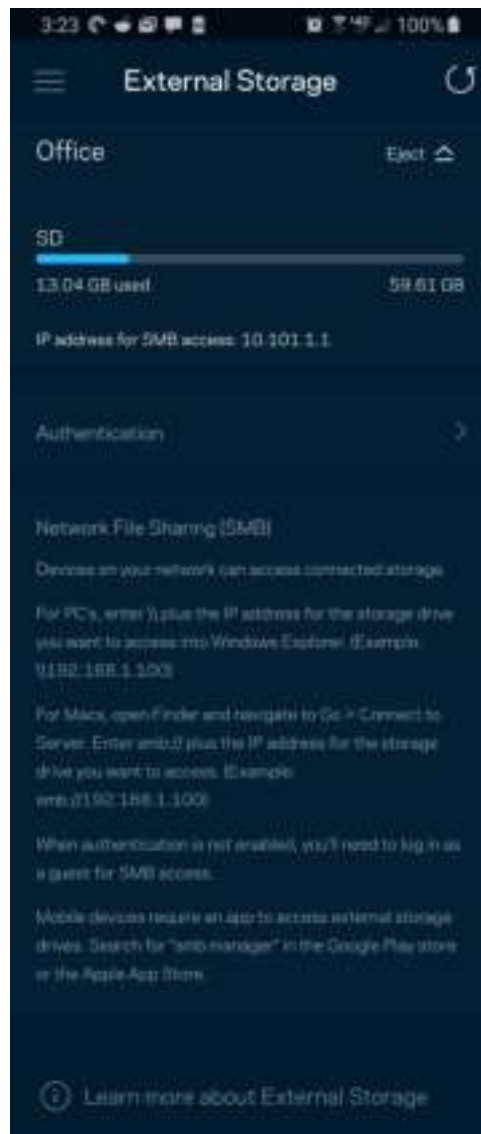 3:23 100%
External Storage
Office Eject
SD
13.04 GB used 59.61 GB
IP address for SMB access: 10.101.1.1
Authentication
Network File Sharing (SMB)
Devices on your network can access connected storage.
For PC's, enter \\ plus the IP address for the storage drive
you want to access into Windows Explorer. (Example:
\\192.168.1.100)
For Macs, open Finder and navigate to Go > Connect to
Server. Enter smb:// plus the IP address for the storage
drive you want to access. (Example:
smb://192.168.1.100)
When authentication is not enabled, you'll need to log in as
a guest for SMB access.
Mobile devices require an app to access external storage
drives. Search for "smb manager" in the Google Play store
or the Apple App Store.
Learn more about External Storage